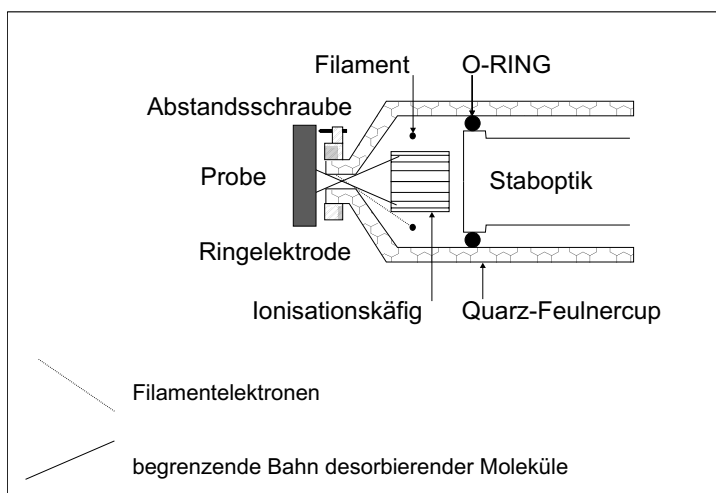 Filament
O-RING
Abstandsschraube
Probe
Staboptik
Ringelektrode
Ionisationskäfig
Quarz-Feulnercup
Filamentelektronen
begrenzende Bahn desorbierender Moleküle